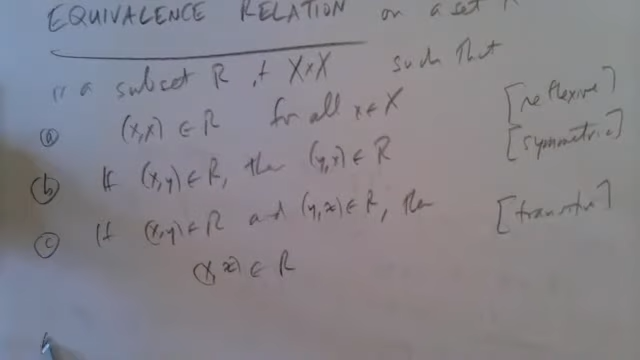 EQUIVALENCE RELATION on a set
is a subset R of X×X such that
(a) (x,x) ∈ R for all x ∈ X [reflexive]
(b) If (x,y) ∈ R, then (y,x) ∈ R [symmetric]
(c) If (x,y) ∈ R and (y,z) ∈ R, then [transitive]
(x,z) ∈ R